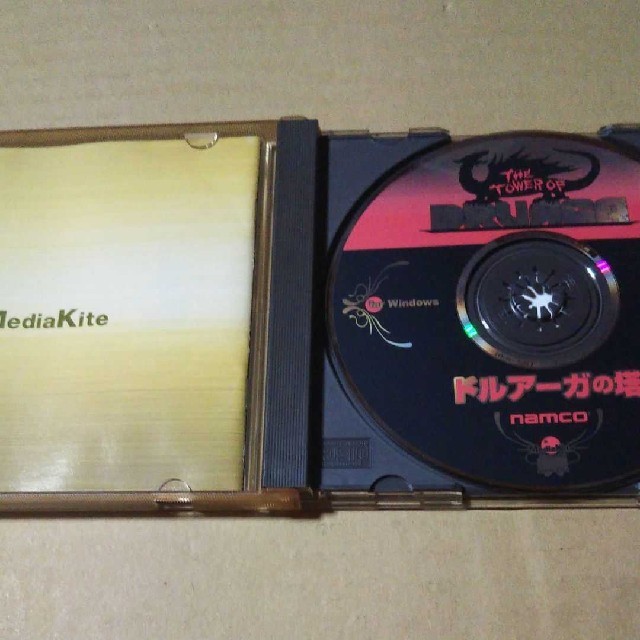 MediaKite
THE
TOWER OF
DRUAGA
for Windows
ドルアーガの塔
namco